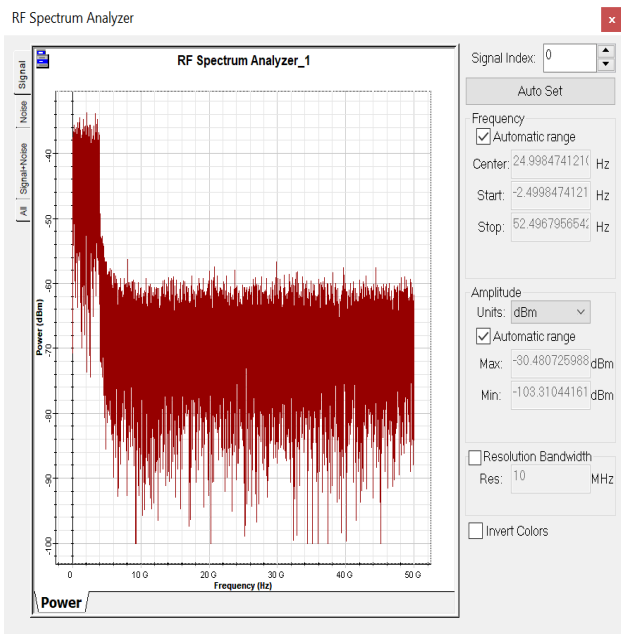 RF Spectrum Analyzer
x
RF Spectrum Analyzer_1
Signal
Noise
Signal+Noise
All
Power (dBm)
-40
-50
-60
-70
-80
-90
-100
0 10 G 20 G 30 G 40 G 50 G
Frequency (Hz)
Power
Signal Index: 0
Auto Set
Frequency
Automatic range
Center: 24.9984741210 Hz
Start: -2.4998474121 Hz
Stop: 52.4967956542 Hz
Amplitude
Units: dBm
Automatic range
Max: -30.480725988 dBm
Min: -103.31044161 dBm
Resolution Bandwidth
Res: 10 MHz
Invert Colors